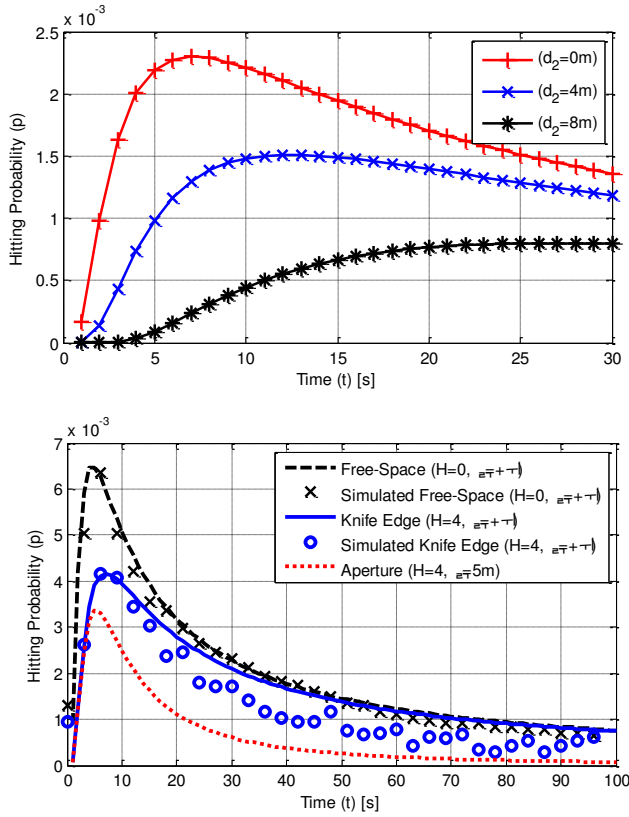 x 10⁻³
2.5
2
1.5
1
0.5
0
0 5 10 15 20 25 30
Hitting Probability (p)
Time (t) [s]
(d₂=0m)
(d₂=4m)
(d₂=8m)
x 10⁻³
7
6
5
4
3
2
1
0
0 10 20 30 40 50 60 70 80 90 100
Hitting Probability (p)
Time (t) [s]
Free-Space (H=0,
Simulated Free-Space (H=0,
Knife Edge (H=4,
Simulated Knife Edge (H=4,
Aperture (H=4, =5m)